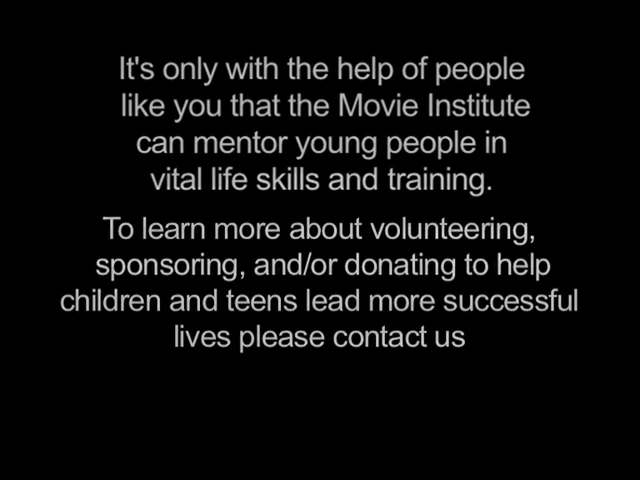 It's only with the help of people
like you that the Movie Institute
can mentor young people in
vital life skills and training.
To learn more about volunteering,
sponsoring, and/or donating to help
children and teens lead more successful
lives please contact us